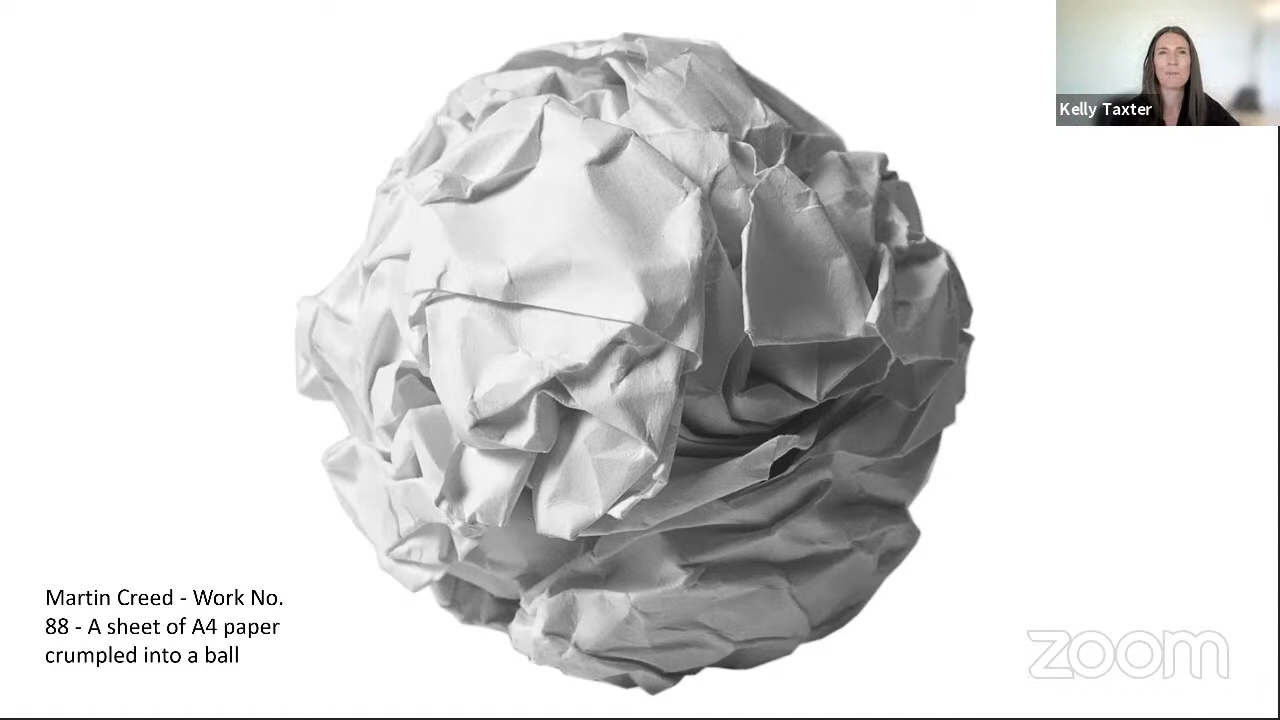 Kelly Taxter
Martin Creed - Work No.
88 - A sheet of A4 paper
crumpled into a ball
zoom